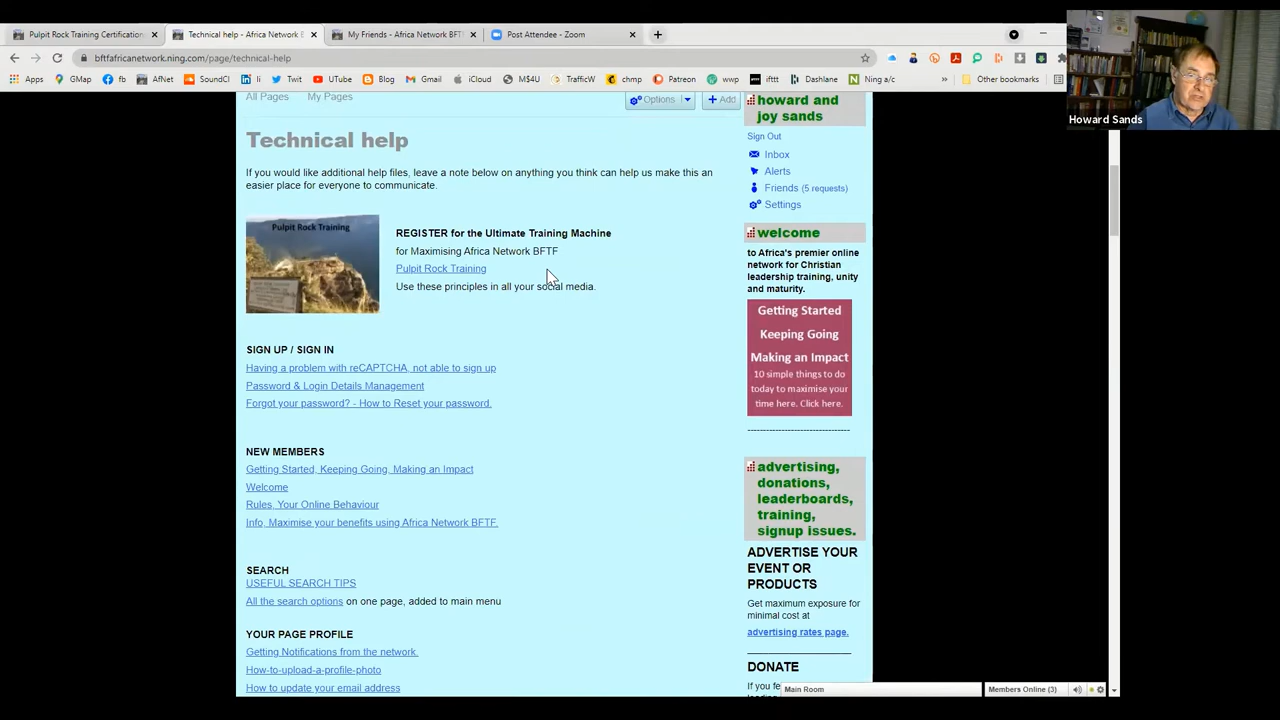 Pulpit Rock Training Certification
Technical help - Africa Network B
My Friends - Africa Network BFT
Post Attendee - Zoom
bftfafricanetwork.ning.com/page/technical-help
Apps
GMap
fb
AfNet
SoundCl
li
Twit
UTube
Blog
Gmail
iCloud
M$4U
TrafficW
chmp
Patreon
wwp
ifttt
Dashlane
Ning a/c
»
Other bookmarks
Howard Sands
All Pages My Pages
Options
+ Add
Technical help
If you would like additional help files, leave a note below on anything you think can help us make this an
easier place for everyone to communicate.
Pulpit Rock Training
REGISTER for the Ultimate Training Machine
for Maximising Africa Network BFTF
Pulpit Rock Training
Use these principles in all your social media.
SIGN UP / SIGN IN
Having a problem with reCAPTCHA, not able to sign up
Password & Login Details Management
Forgot your password? - How to Reset your password.
NEW MEMBERS
Getting Started, Keeping Going, Making an Impact
Welcome
Rules, Your Online Behaviour
Info, Maximise your benefits using Africa Network BFTF.
SEARCH
USEFUL SEARCH TIPS
All the search options on one page, added to main menu
YOUR PAGE PROFILE
Getting Notifications from the network.
How-to-upload-a-profile-photo
How to update your email address
howard and
joy sands
Sign Out
Inbox
Alerts
Friends (5 requests)
Settings
welcome
to Africa's premier online
network for Christian
leadership training, unity
and maturity.
Getting Started
Keeping Going
Making an Impact
10 simple things to do
today to maximise your
time here. Click here.
--------------------------------
advertising,
donations,
leaderboards,
training,
signup issues.
ADVERTISE YOUR
EVENT OR
PRODUCTS
Get maximum exposure for
minimal cost at
advertising rates page.
DONATE
If you fe
Main Room
Members Online (3)